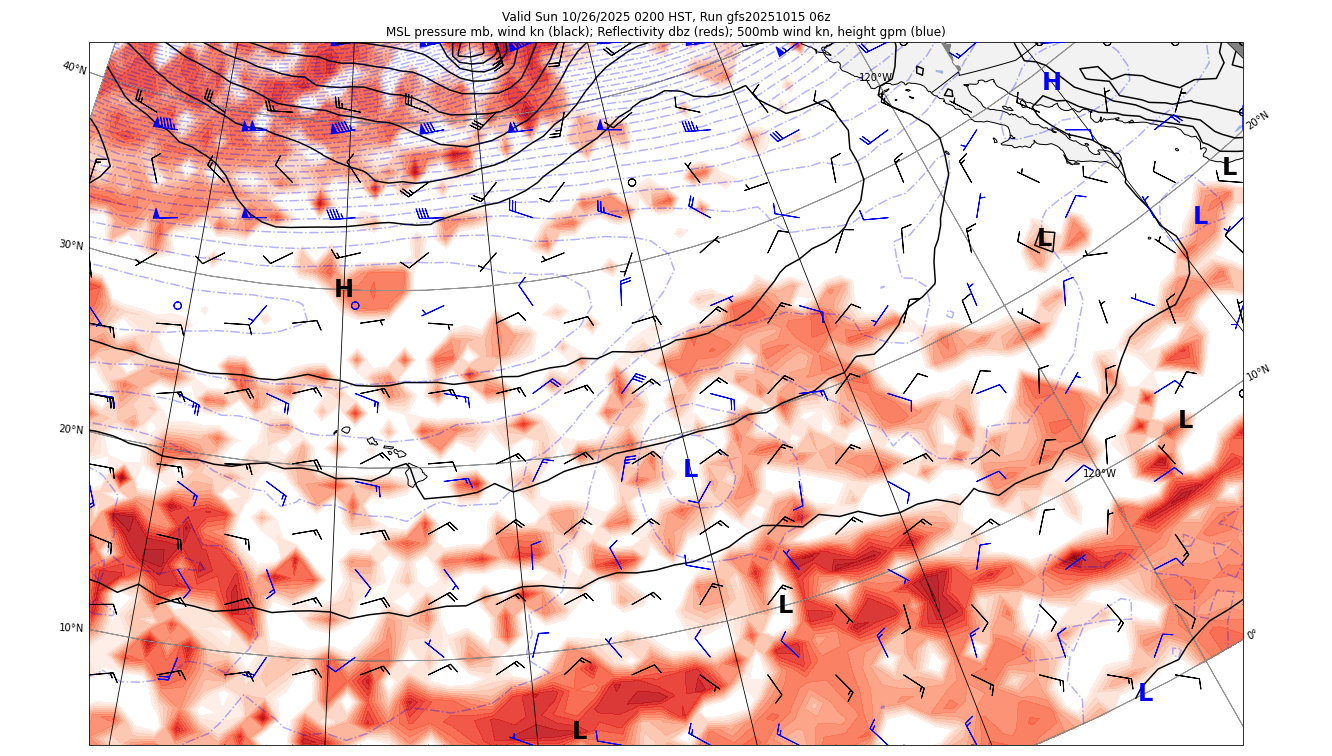 Valid Sun 10/26/2025 0200 HST, Run gfs20251015 06z
MSL pressure mb, wind kn (black); Reflectivity dbz (reds); 500mb wind kn, height gpm (blue)
40°N
120°W
H
20°N
L
L
30°N
L
H
10°N
L
20°N
L
120°W
L
10°N
0°
L
L